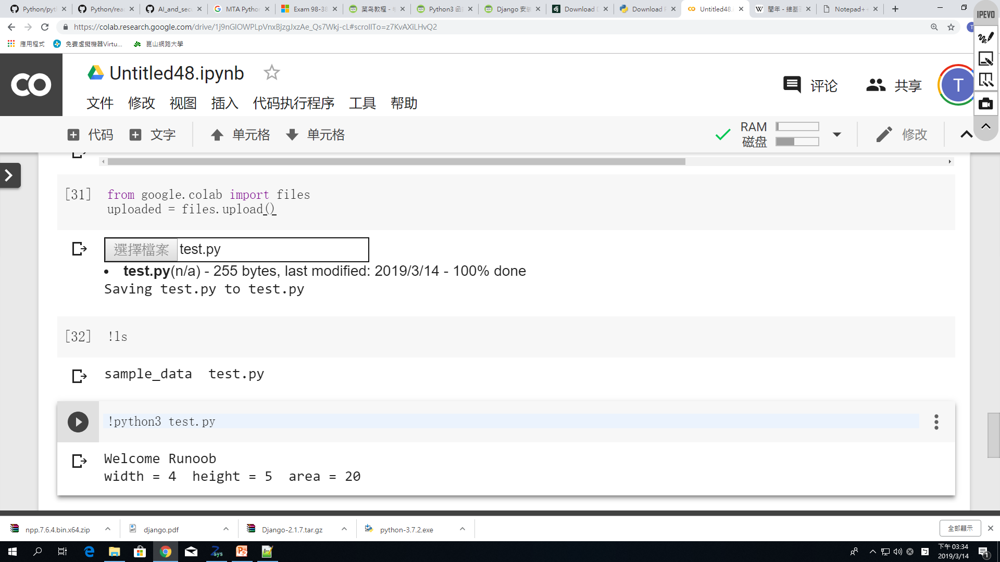 Python/pyt
Python/rea
AI_and_sec
MTA Python
Exam 98-38
菜鸟教程 -
Python3 函
Django 安
Download
Download
Untitled48.
閏年 - 維基
Notepad+
IPEVO
https://colab.research.google.com/drive/1j9nGIOWPLpVnxBjzgJxzAe_Qs7Wkj-cL#scrollTo=z7KvAXiLHvQ2
應用程式
免費虛擬機器Virtu...
崑山網路大學
CO
Untitled48.ipynb
评论
共享
T
文件 修改 视图 插入 代码执行程序 工具 帮助
代码 文字 单元格 单元格
RAM
磁盘
修改
[31] from google.colab import files
uploaded = files.upload()
選擇檔案 test.py
• test.py(n/a) - 255 bytes, last modified: 2019/3/14 - 100% done
Saving test.py to test.py
[32] !ls
sample_data test.py
!python3 test.py
Welcome Runoob
width = 4 height = 5 area = 20
npp.7.6.4.bin.x64.zip
django.pdf
Django-2.1.7.tar.gz
python-3.7.2.exe
全部顯示
下午 03:34
2019/3/14
1